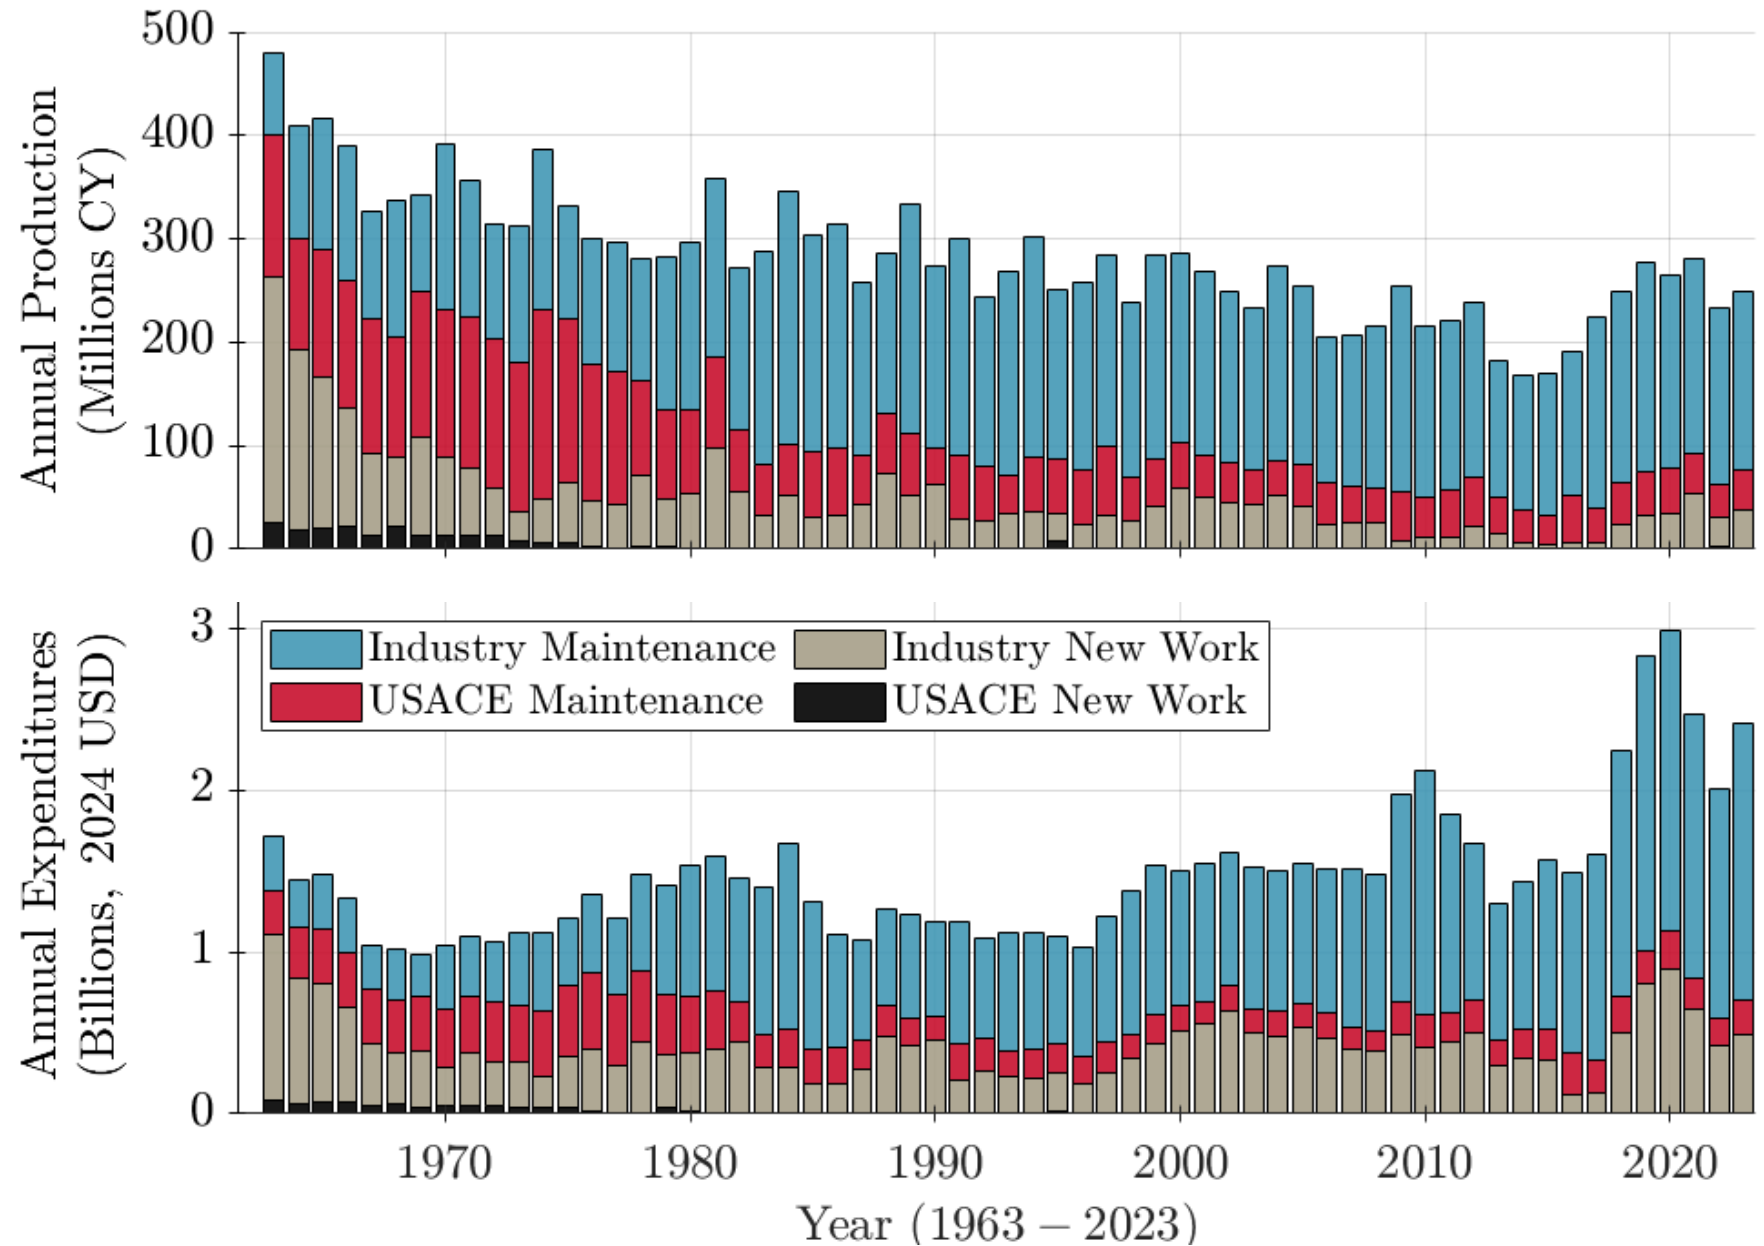 Annual Production
(Millions CY)
500
400
300
200
100
0
Annual Expenditures
(Billions, 2024 USD)
3
2
1
0
Industry Maintenance
Industry New Work
USACE Maintenance
USACE New Work
1970
1980
1990
2000
2010
2020
Year (1963 – 2023)